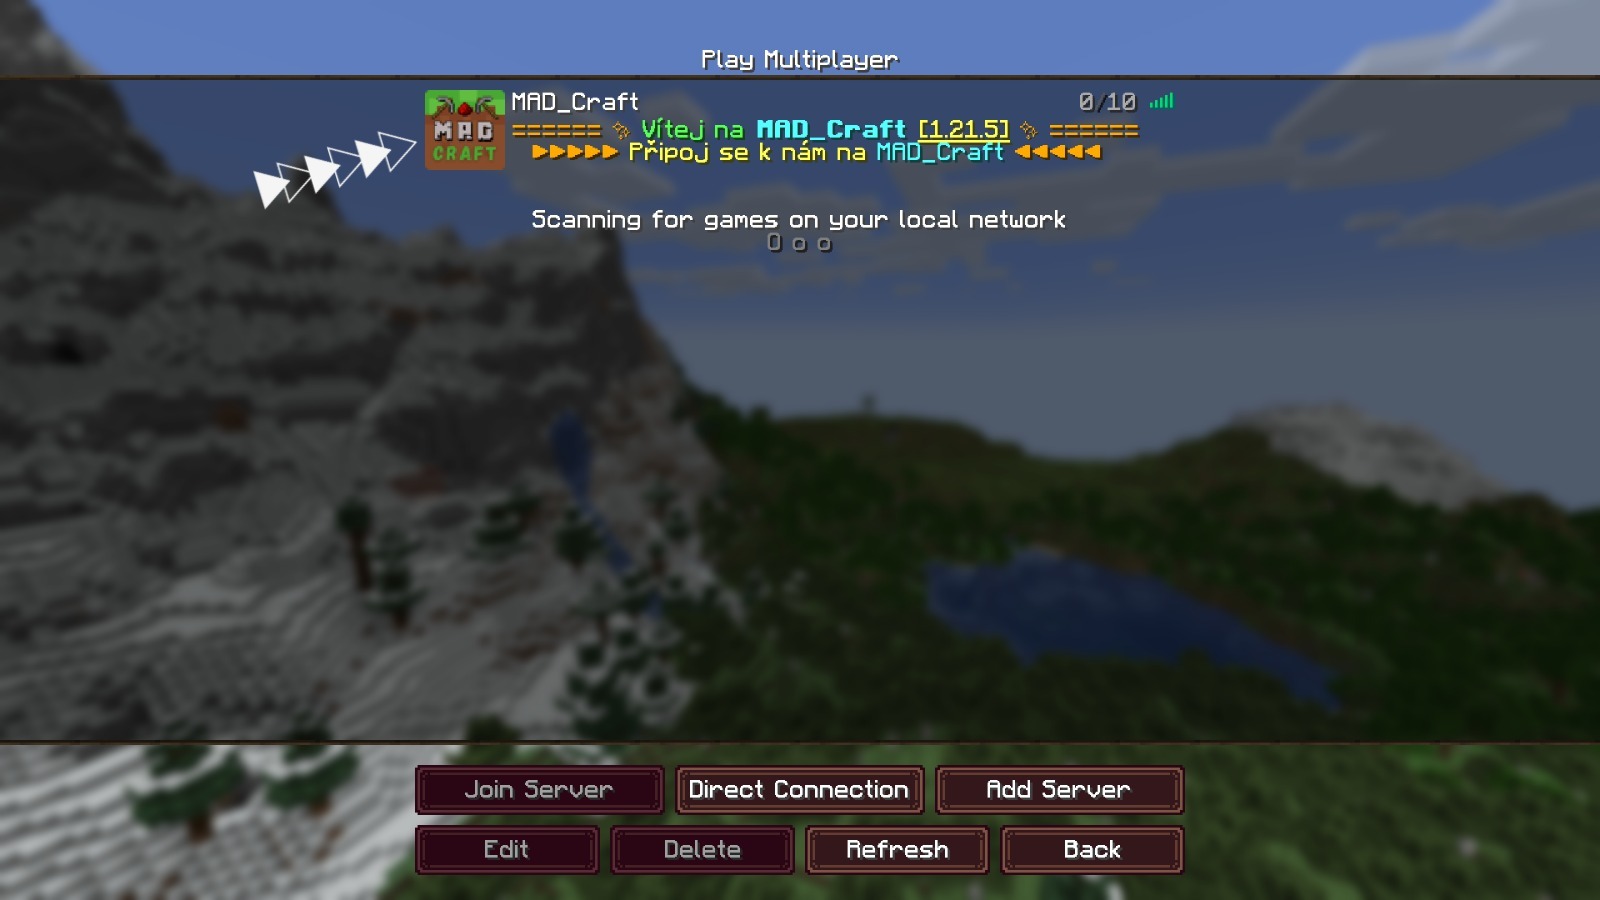 Play Multiplayer
MAD_Craft
0/10
MAD CRAFT
====== Vítej na MAD_Craft [1.21.5] ======
▶▶▶▶▶ Připoj se k nám na MAD_Craft ◀◀◀◀◀
Scanning for games on your local network
O o o
Join Server
Direct Connection
Add Server
Edit
Delete
Refresh
Back